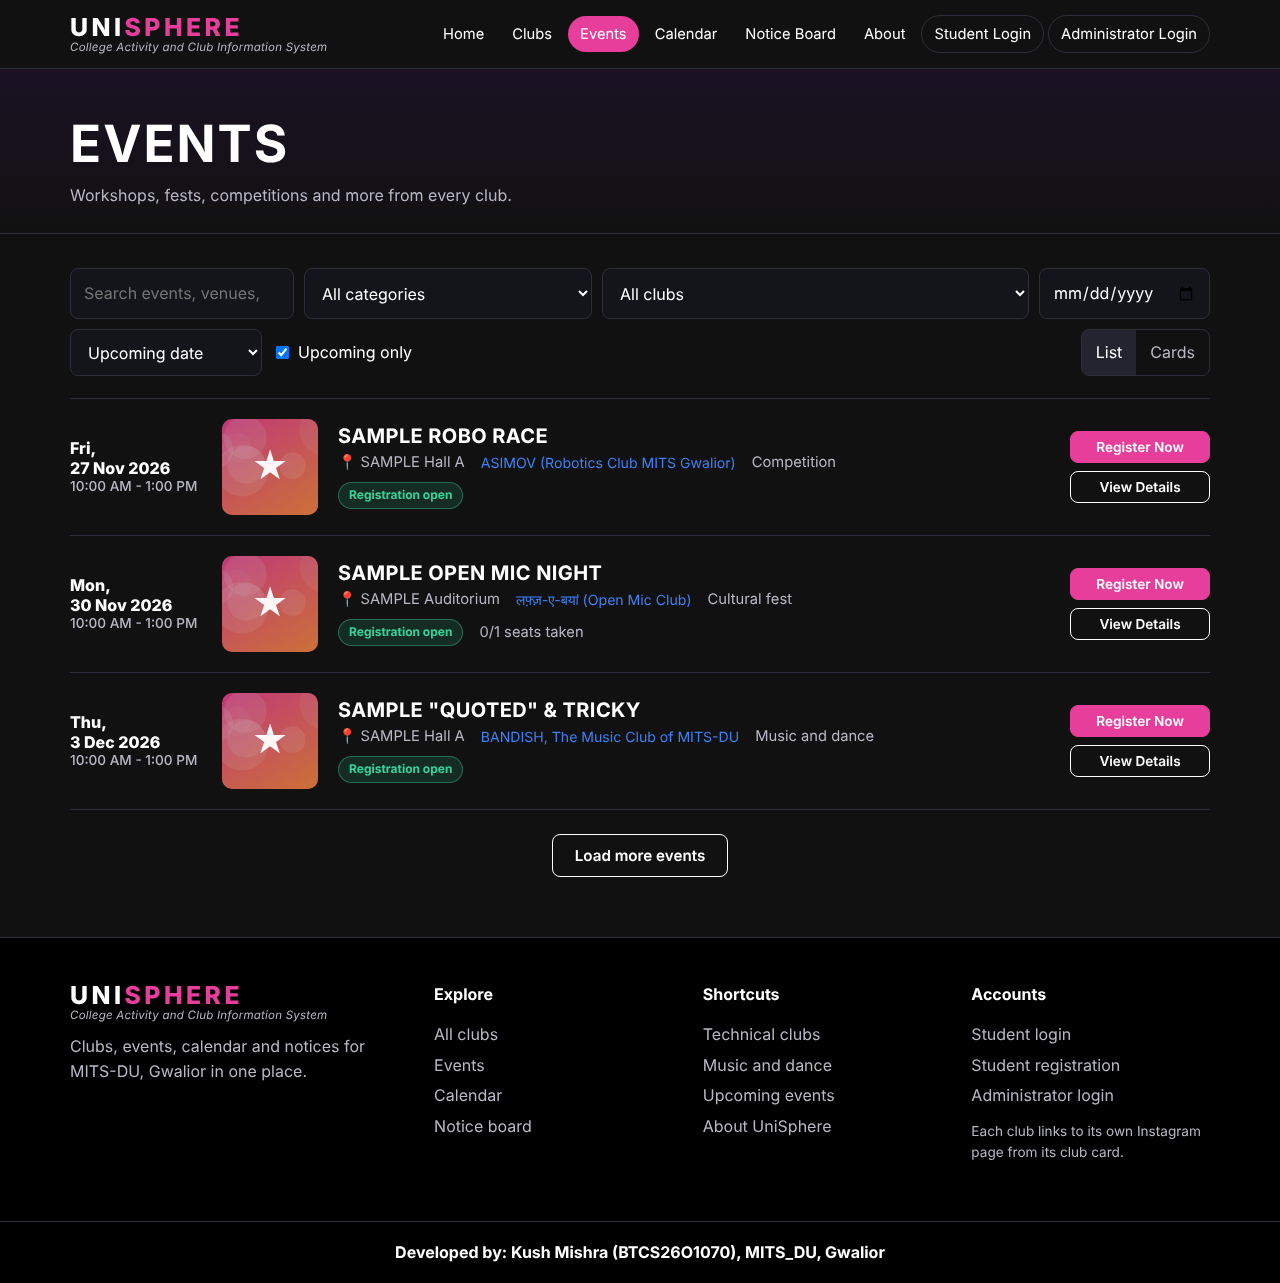 UNISPHERE
College Activity and Club Information System
Home Clubs Events Calendar Notice Board About Student Login Administrator Login
EVENTS
Workshops, fests, competitions and more from every club.
Search events, venues,
All categories
All clubs
mm/dd/yyyy
Upcoming date
Upcoming only
List Cards
Fri,
27 Nov 2026
10:00 AM - 1:00 PM
SAMPLE ROBO RACE
SAMPLE Hall A ASIMOV (Robotics Club MITS Gwalior) Competition
Registration open
Register Now
View Details
Mon,
30 Nov 2026
10:00 AM - 1:00 PM
SAMPLE OPEN MIC NIGHT
SAMPLE Auditorium लफ़्ज़-ए-बयां (Open Mic Club) Cultural fest
Registration open 0/1 seats taken
Register Now
View Details
Thu,
3 Dec 2026
10:00 AM - 1:00 PM
SAMPLE "QUOTED" & TRICKY
SAMPLE Hall A BANDISH, The Music Club of MITS-DU Music and dance
Registration open
Register Now
View Details
Load more events
UNISPHERE
College Activity and Club Information System
Clubs, events, calendar and notices for
MITS-DU, Gwalior in one place.
Explore
All clubs
Events
Calendar
Notice board
Shortcuts
Technical clubs
Music and dance
Upcoming events
About UniSphere
Accounts
Student login
Student registration
Administrator login
Each club links to its own Instagram
page from its club card.
Developed by: Kush Mishra (BTCS26O1070), MITS_DU, Gwalior